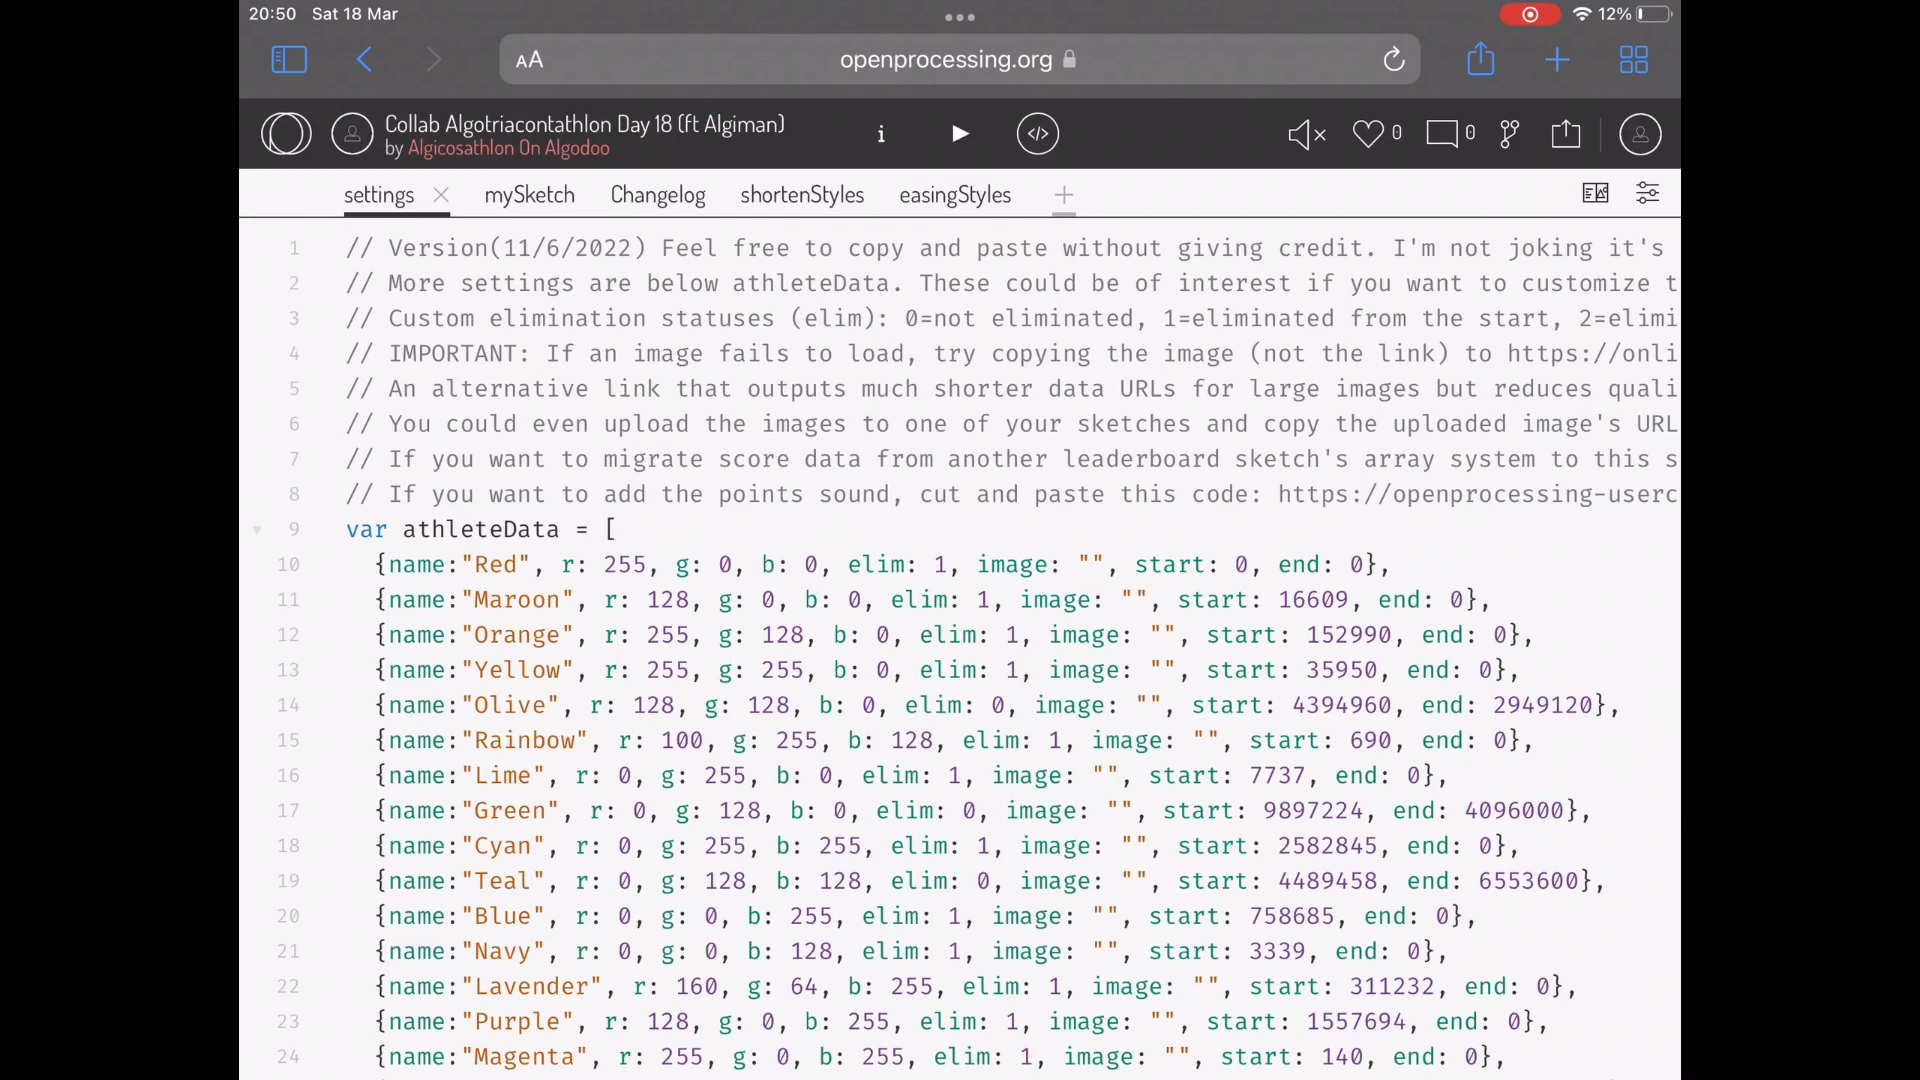 20:50 Sat 18 Mar
12%
AA openprocessing.org
Collab Algotriacontathlon Day 18 (ft Algiman)
by Algicosathlon On Algodoo
i </> 0 0
settings mySketch Changelog shortenStyles easingStyles
1 // Version(11/6/2022) Feel free to copy and paste without giving credit. I'm not joking it's
2 // More settings are below athleteData. These could be of interest if you want to customize t
3 // Custom elimination statuses (elim): 0=not eliminated, 1=eliminated from the start, 2=elimi
4 // IMPORTANT: If an image fails to load, try copying the image (not the link) to https://onli
5 // An alternative link that outputs much shorter data URLs for large images but reduces quali
6 // You could even upload the images to one of your sketches and copy the uploaded image's URL
7 // If you want to migrate score data from another leaderboard sketch's array system to this s
8 // If you want to add the points sound, cut and paste this code: https://openprocessing-userc
9 var athleteData = [
10 {name:"Red", r: 255, g: 0, b: 0, elim: 1, image: "", start: 0, end: 0},
11 {name:"Maroon", r: 128, g: 0, b: 0, elim: 1, image: "", start: 16609, end: 0},
12 {name:"Orange", r: 255, g: 128, b: 0, elim: 1, image: "", start: 152990, end: 0},
13 {name:"Yellow", r: 255, g: 255, b: 0, elim: 1, image: "", start: 35950, end: 0},
14 {name:"Olive", r: 128, g: 128, b: 0, elim: 0, image: "", start: 4394960, end: 2949120},
15 {name:"Rainbow", r: 100, g: 255, b: 128, elim: 1, image: "", start: 690, end: 0},
16 {name:"Lime", r: 0, g: 255, b: 0, elim: 1, image: "", start: 7737, end: 0},
17 {name:"Green", r: 0, g: 128, b: 0, elim: 0, image: "", start: 9897224, end: 4096000},
18 {name:"Cyan", r: 0, g: 255, b: 255, elim: 1, image: "", start: 2582845, end: 0},
19 {name:"Teal", r: 0, g: 128, b: 128, elim: 0, image: "", start: 4489458, end: 6553600},
20 {name:"Blue", r: 0, g: 0, b: 255, elim: 1, image: "", start: 758685, end: 0},
21 {name:"Navy", r: 0, g: 0, b: 128, elim: 1, image: "", start: 3339, end: 0},
22 {name:"Lavender", r: 160, g: 64, b: 255, elim: 1, image: "", start: 311232, end: 0},
23 {name:"Purple", r: 128, g: 0, b: 255, elim: 1, image: "", start: 1557694, end: 0},
24 {name:"Magenta", r: 255, g: 0, b: 255, elim: 1, image: "", start: 140, end: 0},